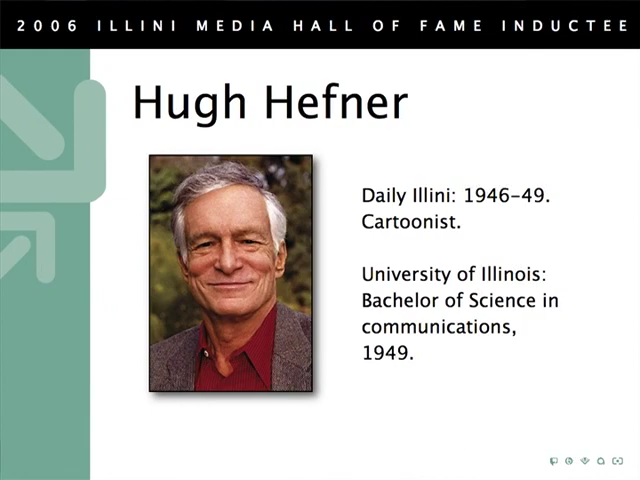 2006 ILLINI MEDIA HALL OF FAME INDUCTEE
Hugh Hefner
Daily Illini: 1946–49.
Cartoonist.
University of Illinois:
Bachelor of Science in
communications,
1949.